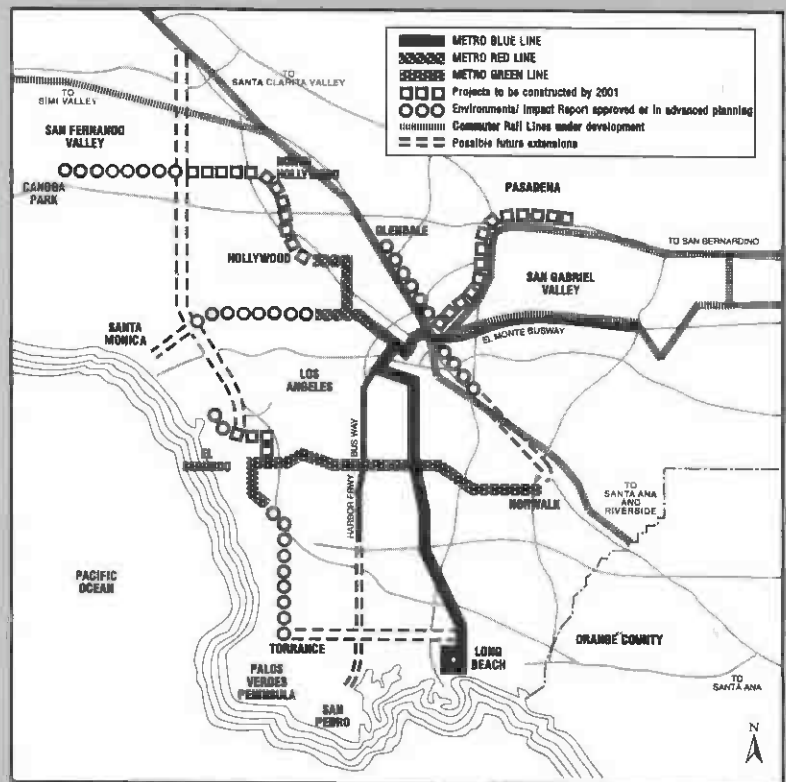 METRO BLUE LINE
METRO RED LINE
METRO GREEN LINE
Projects to be constructed by 2001
Environmental Impact Report approved or in advanced planning
Commuter Rail Lines under development
Possible future extensions
TO
SANTA CLARITA VALLEY
TO
SIMI VALLEY
SAN FERNANDO
VALLEY
NORTH
HOLLYWOOD
CANOGA
PARK
PASADENA
GLENDALE
TO SAN BERNARDINO
HOLLYWOOD
SAN GABRIEL
VALLEY
SANTA
MONICA
EL MONTE BUSWAY
LOS
ANGELES
EL
SEGUNDO
HARBOR FRWY BUS WAY
NORWALK
TO
SANTA ANA
AND
RIVERSIDE
PACIFIC
OCEAN
TORRANCE
LONG
BEACH
ORANGE COUNTY
PALOS
VERDES
PENINSULA
SAN
PEDRO
TO
SANTA ANA
N